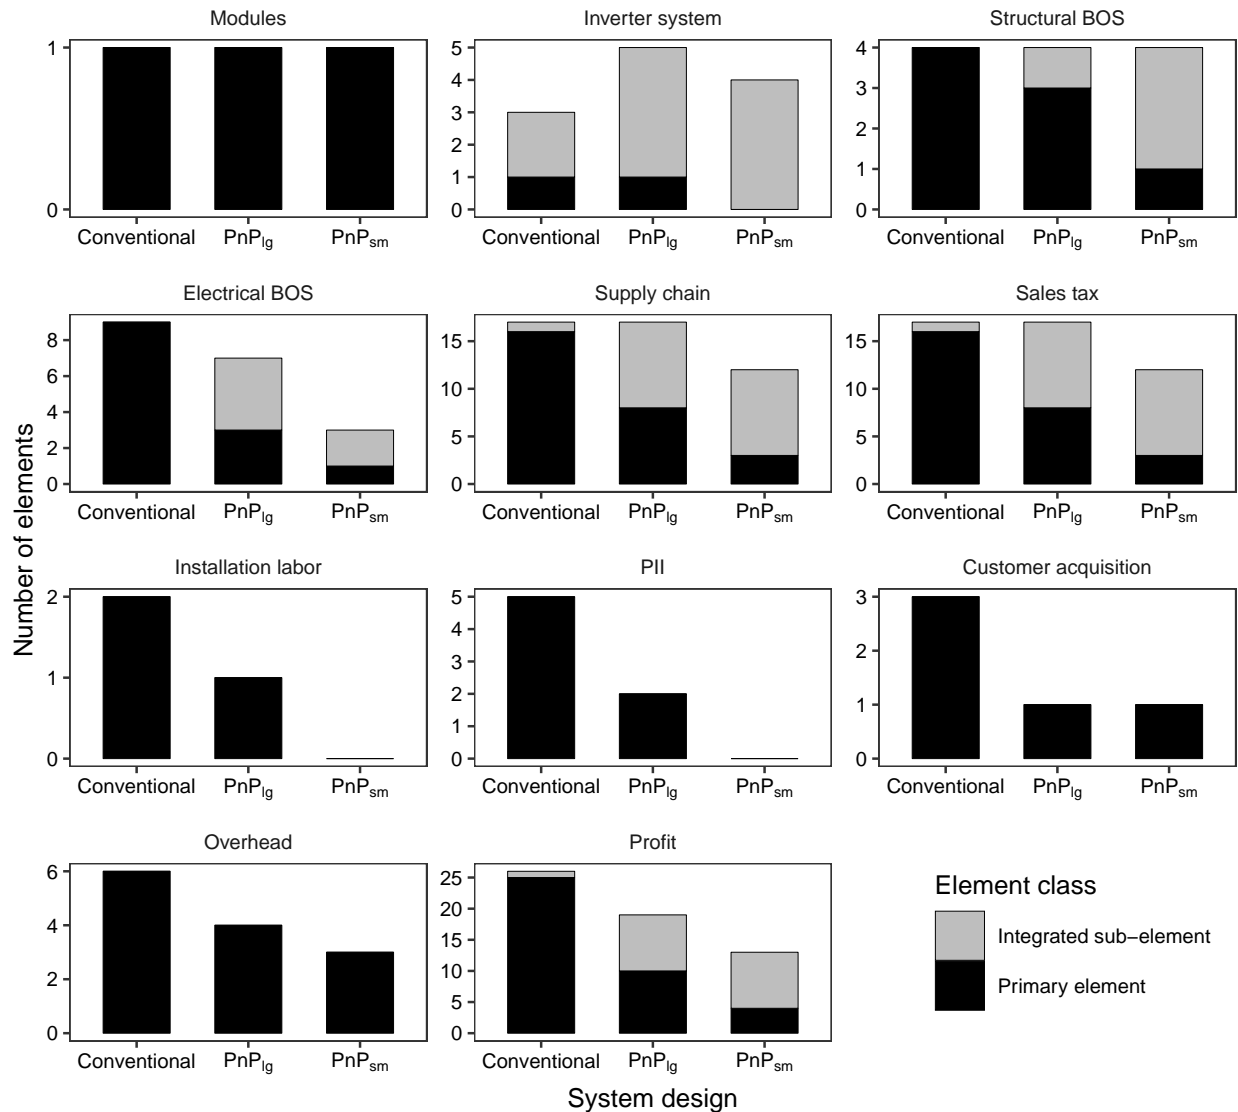 Modules
Inverter system
Structural BOS
1
0
Conventional PnPlg PnPsm
5
4
3
2
1
0
Conventional PnPlg PnPsm
4
3
2
1
0
Conventional PnPlg PnPsm
Electrical BOS
Supply chain
Sales tax
8
6
4
2
0
Conventional PnPlg PnPsm
15
10
5
0
Conventional PnPlg PnPsm
15
10
5
0
Conventional PnPlg PnPsm
Number of elements
Installation labor
PII
Customer acquisition
2
1
0
Conventional PnPlg PnPsm
5
4
3
2
1
0
Conventional PnPlg PnPsm
3
2
1
0
Conventional PnPlg PnPsm
Overhead
Profit
6
4
2
0
Conventional PnPlg PnPsm
25
20
15
10
5
0
Conventional PnPlg PnPsm
Element class
Integrated sub−element
Primary element
System design